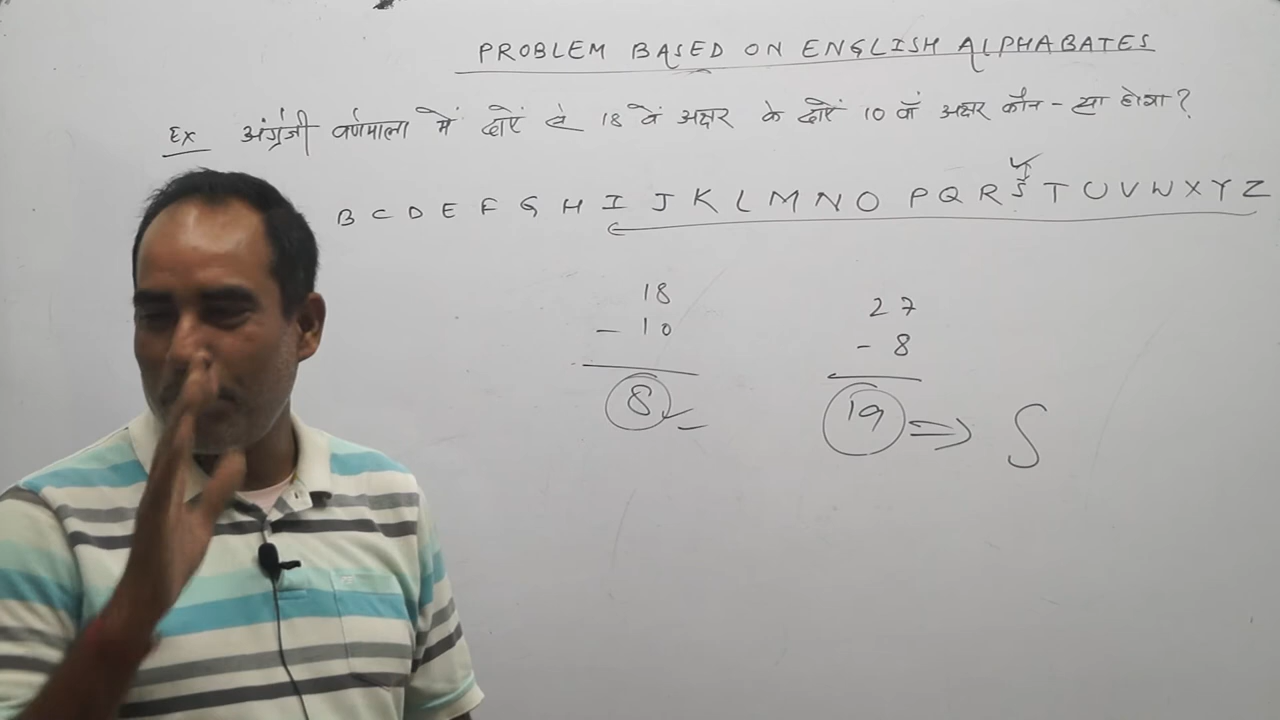 PROBLEM BASED ON ENGLISH ALPHABATES
Ex अंग्रेजी वर्णमाला में दाएं से 18 वें अक्षर के दाएं 10 वाँ अक्षर कौन - सा होगा ?
B C D E F G H I J K L M N O P Q R S T U V W X Y Z
18
- 10
8
27
- 8
19 ⇒ S